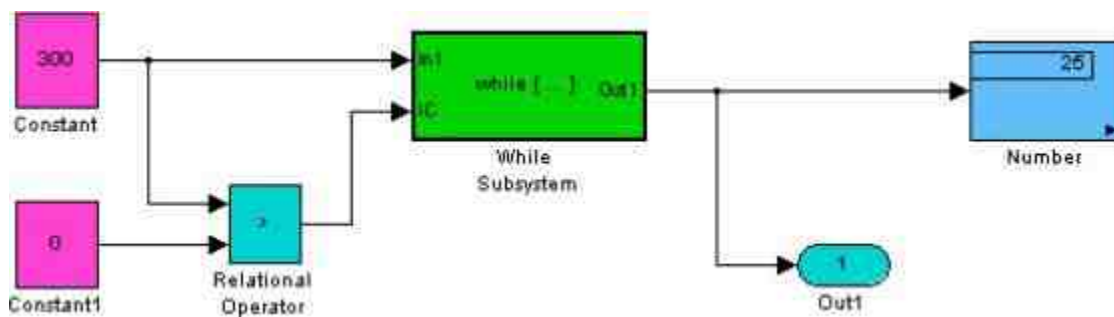 300
Constant
In1
IC
while { ... }
Out1
While
Subsystem
25
Number
0
Constant1
>
Relational
Operator
1
Out1